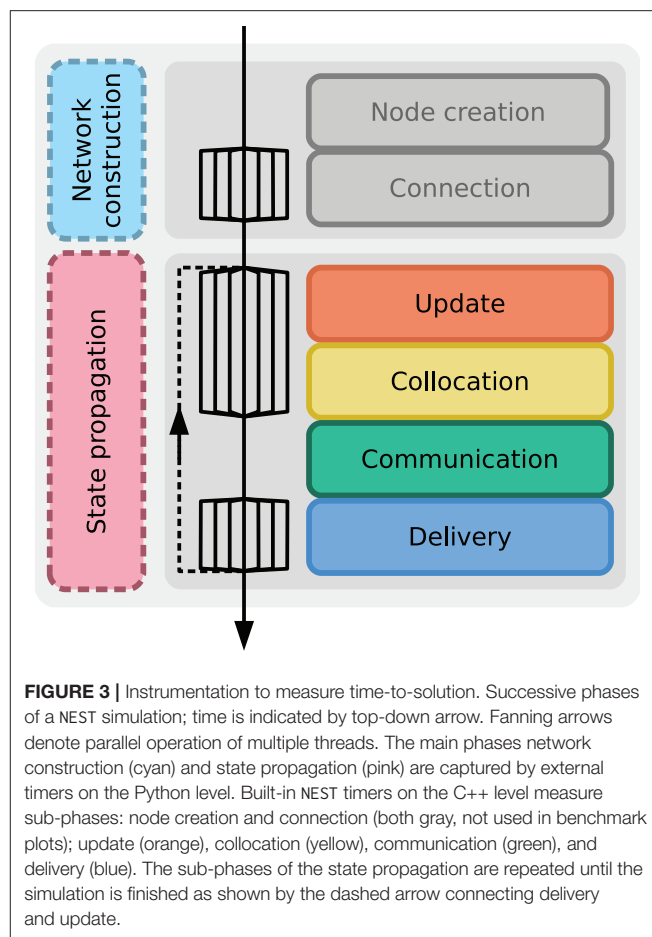 Network
construction
Node creation
Connection
State propagation
Update
Collocation
Communication
Delivery
FIGURE 3 | Instrumentation to measure time-to-solution. Successive phases
of a NEST simulation; time is indicated by top-down arrow. Fanning arrows
denote parallel operation of multiple threads. The main phases network
construction (cyan) and state propagation (pink) are captured by external
timers on the Python level. Built-in NEST timers on the C++ level measure
sub-phases: node creation and connection (both gray, not used in benchmark
plots); update (orange), collocation (yellow), communication (green), and
delivery (blue). The sub-phases of the state propagation are repeated until the
simulation is finished as shown by the dashed arrow connecting delivery
and update.